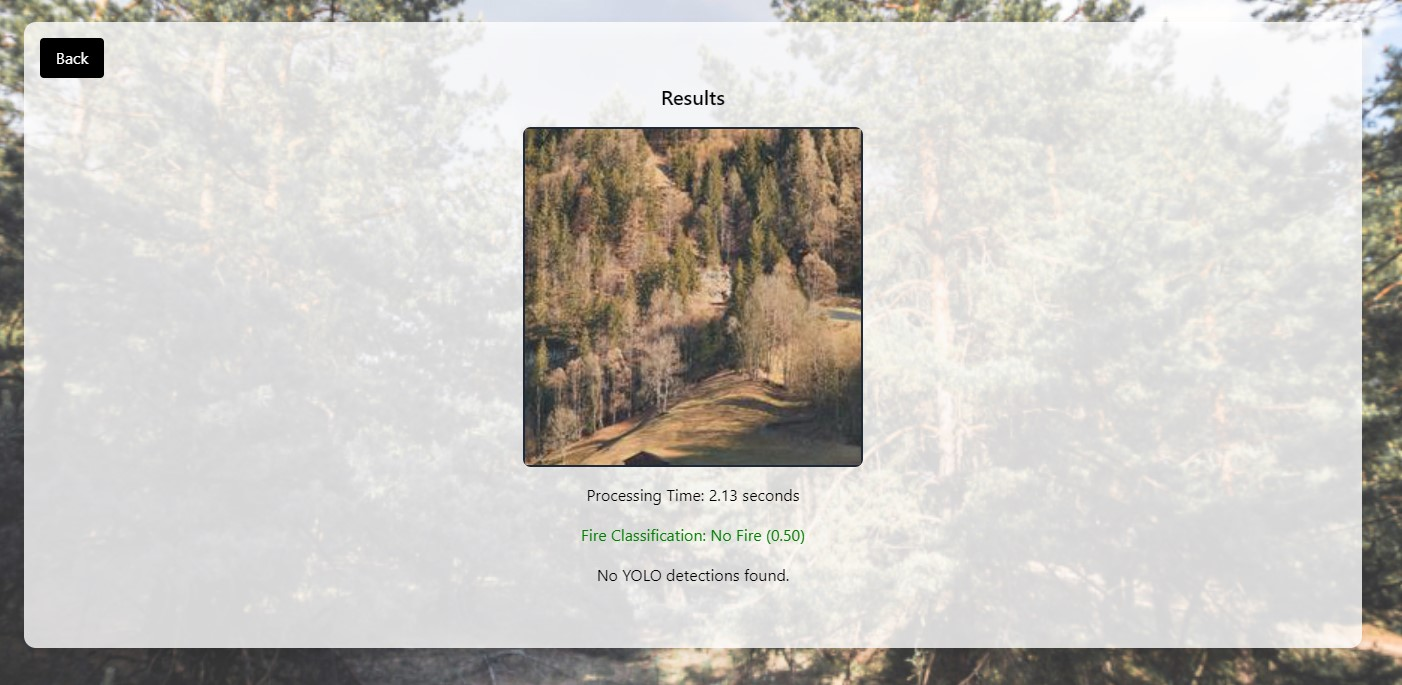 Back
Results
Processing Time: 2.13 seconds
Fire Classification: No Fire (0.50)
No YOLO detections found.